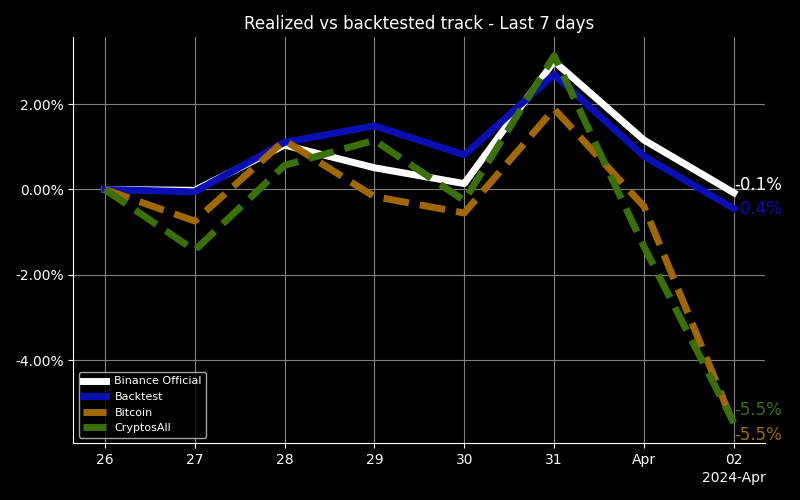 Realized vs backtested track - Last 7 days
2.00%
0.00%
-2.00%
-4.00%
-0.1%
-0.4%
-5.5%
-5.5%
Binance Official
Backtest
Bitcoin
CryptosAll
26 27 28 29 30 31 Apr 02
2024-Apr